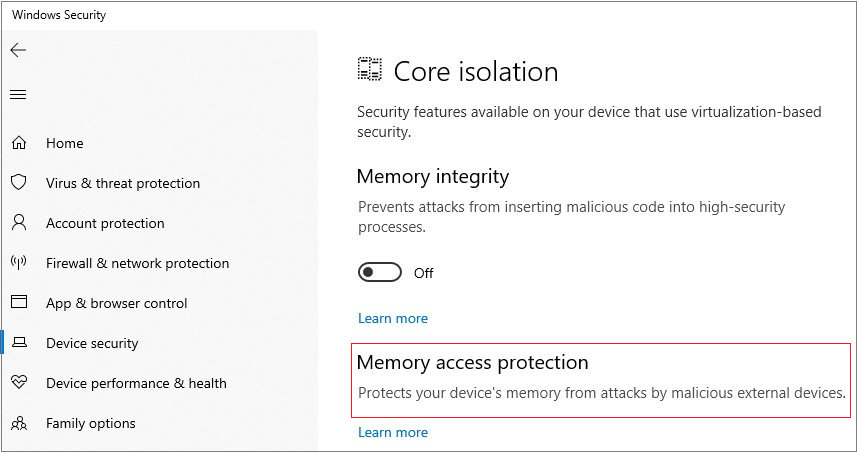 Windows Security
Home
Virus & threat protection
Account protection
Firewall & network protection
App & browser control
Device security
Device performance & health
Family options
Core isolation
Security features available on your device that use virtualization-based
security.
Memory integrity
Prevents attacks from inserting malicious code into high-security
processes.
Off
Learn more
Memory access protection
Protects your device's memory from attacks by malicious external devices.
Learn more